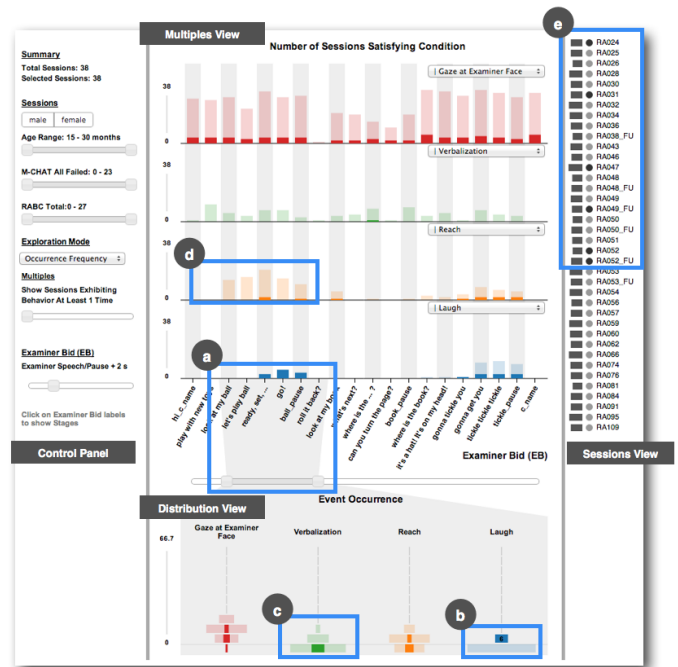 e
Multiples View
Summary
Total Sessions: 38
Selected Sessions: 38
Sessions
male female
Age Range: 15 - 30 months
M-CHAT All Failed: 0 - 23
RABC Total:0 - 27
Exploration Mode
Occurrence Frequency
Multiples
Show Sessions Exhibiting
Behavior At Least 1 Time
Examiner Bid (EB)
Examiner Speech/Pause + 2 s
Click on Examiner Bid labels
to show Stages
Control Panel
Number of Sessions Satisfying Condition
| Gaze at Examiner Face
38
0
| Verbalization
38
0
| Reach
38
0
d
| Laugh
38
0
a
hi, c_name
play with new toys
look at my ball
let's play ball
ready, set, ...
go!
ball_pause
roll it back?
look at my book
what's next?
where is the ... ?
can you turn the page?
book_pause
where is the book?
it's a hat! It's on my head!
gonna tickle you
gonna get you
tickle tickle tickle
tickle_pause
c_name
Examiner Bid (EB)
Distribution View
Event Occurrence
Gaze at Examiner
Face
Verbalization
Reach
Laugh
66.7
0
c
b
6
RA024
RA025
RA026
RA028
RA030
RA031
RA032
RA034
RA036
RA038_FU
RA043
RA046
RA047
RA048
RA048_FU
RA049
RA049_FU
RA050
RA050_FU
RA051
RA052
RA052_FU
RA053
RA053_FU
RA054
RA056
RA057
RA059
RA060
RA062
RA066
RA074
RA076
RA081
RA084
RA091
RA095
RA109
Sessions View